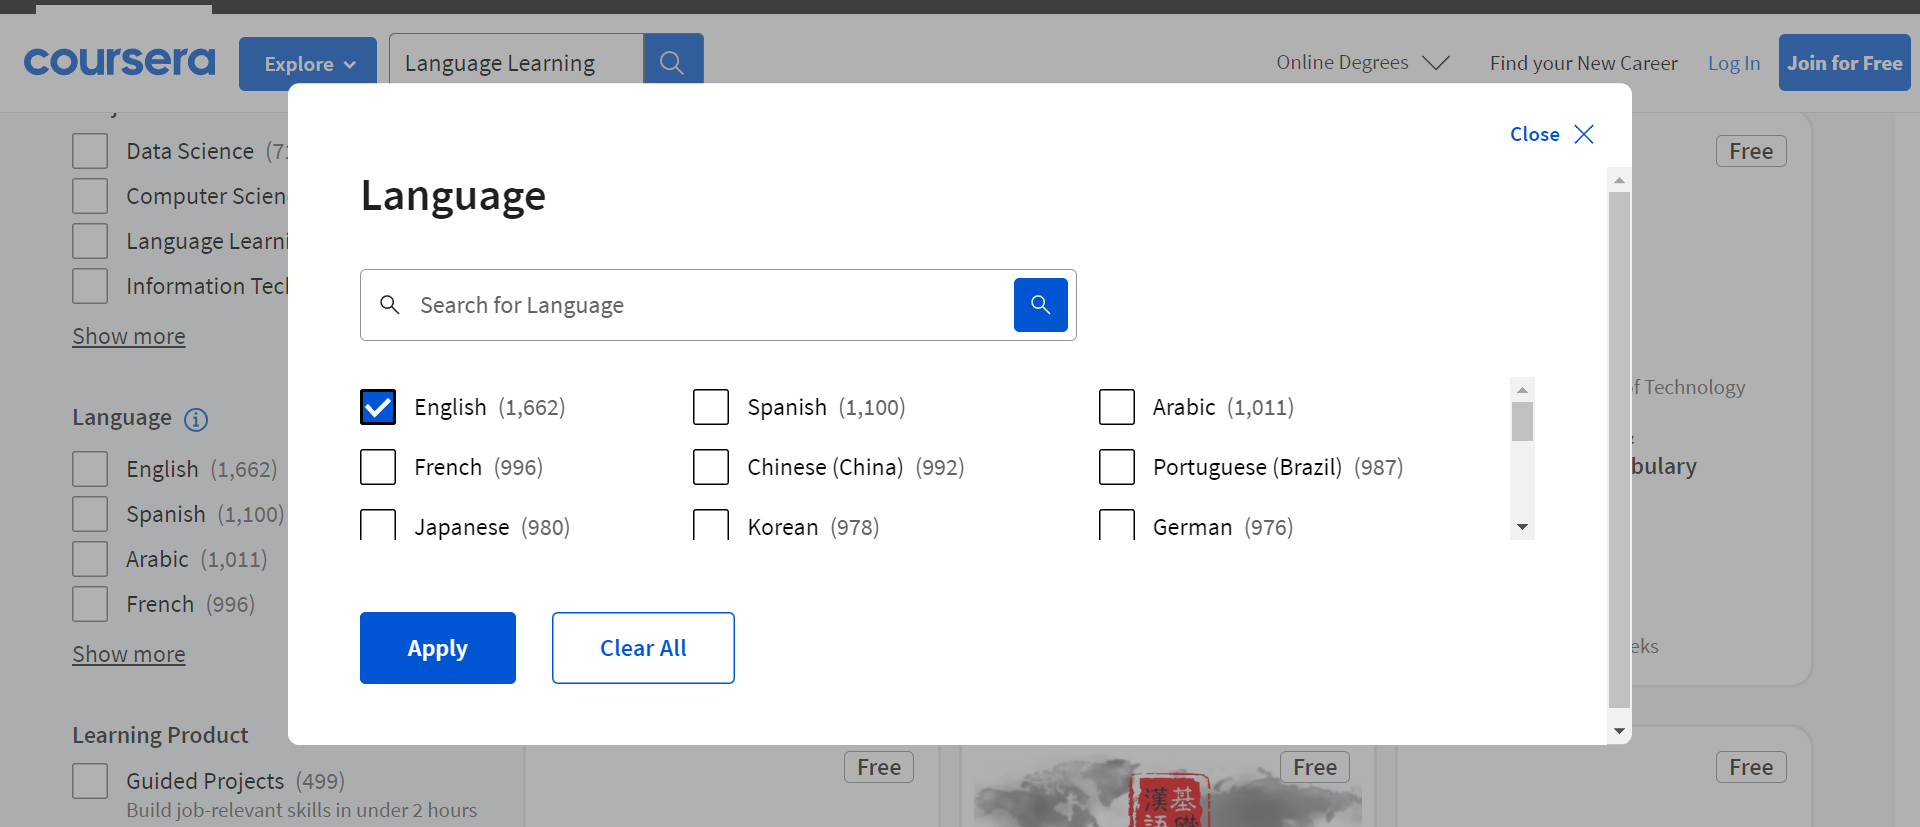 coursera
Explore
Language Learning
Online Degrees
Find your New Career
Log In
Join for Free
Data Science
Computer Scien
Language Learni
Information Tec
Show more
Language
English (1,662)
Spanish (1,100)
Arabic (1,011)
French (996)
Show more
Learning Product
Guided Projects (499)
Build job-relevant skills in under 2 hours
Close
Language
Search for Language
English (1,662) Spanish (1,100) Arabic (1,011)
French (996) Chinese (China) (992) Portuguese (Brazil) (987)
Japanese (980) Korean (978) German (976)
Apply Clear All
Free
f Technology
bulary
eks
Free
Free
Free
漢 基
語 礎